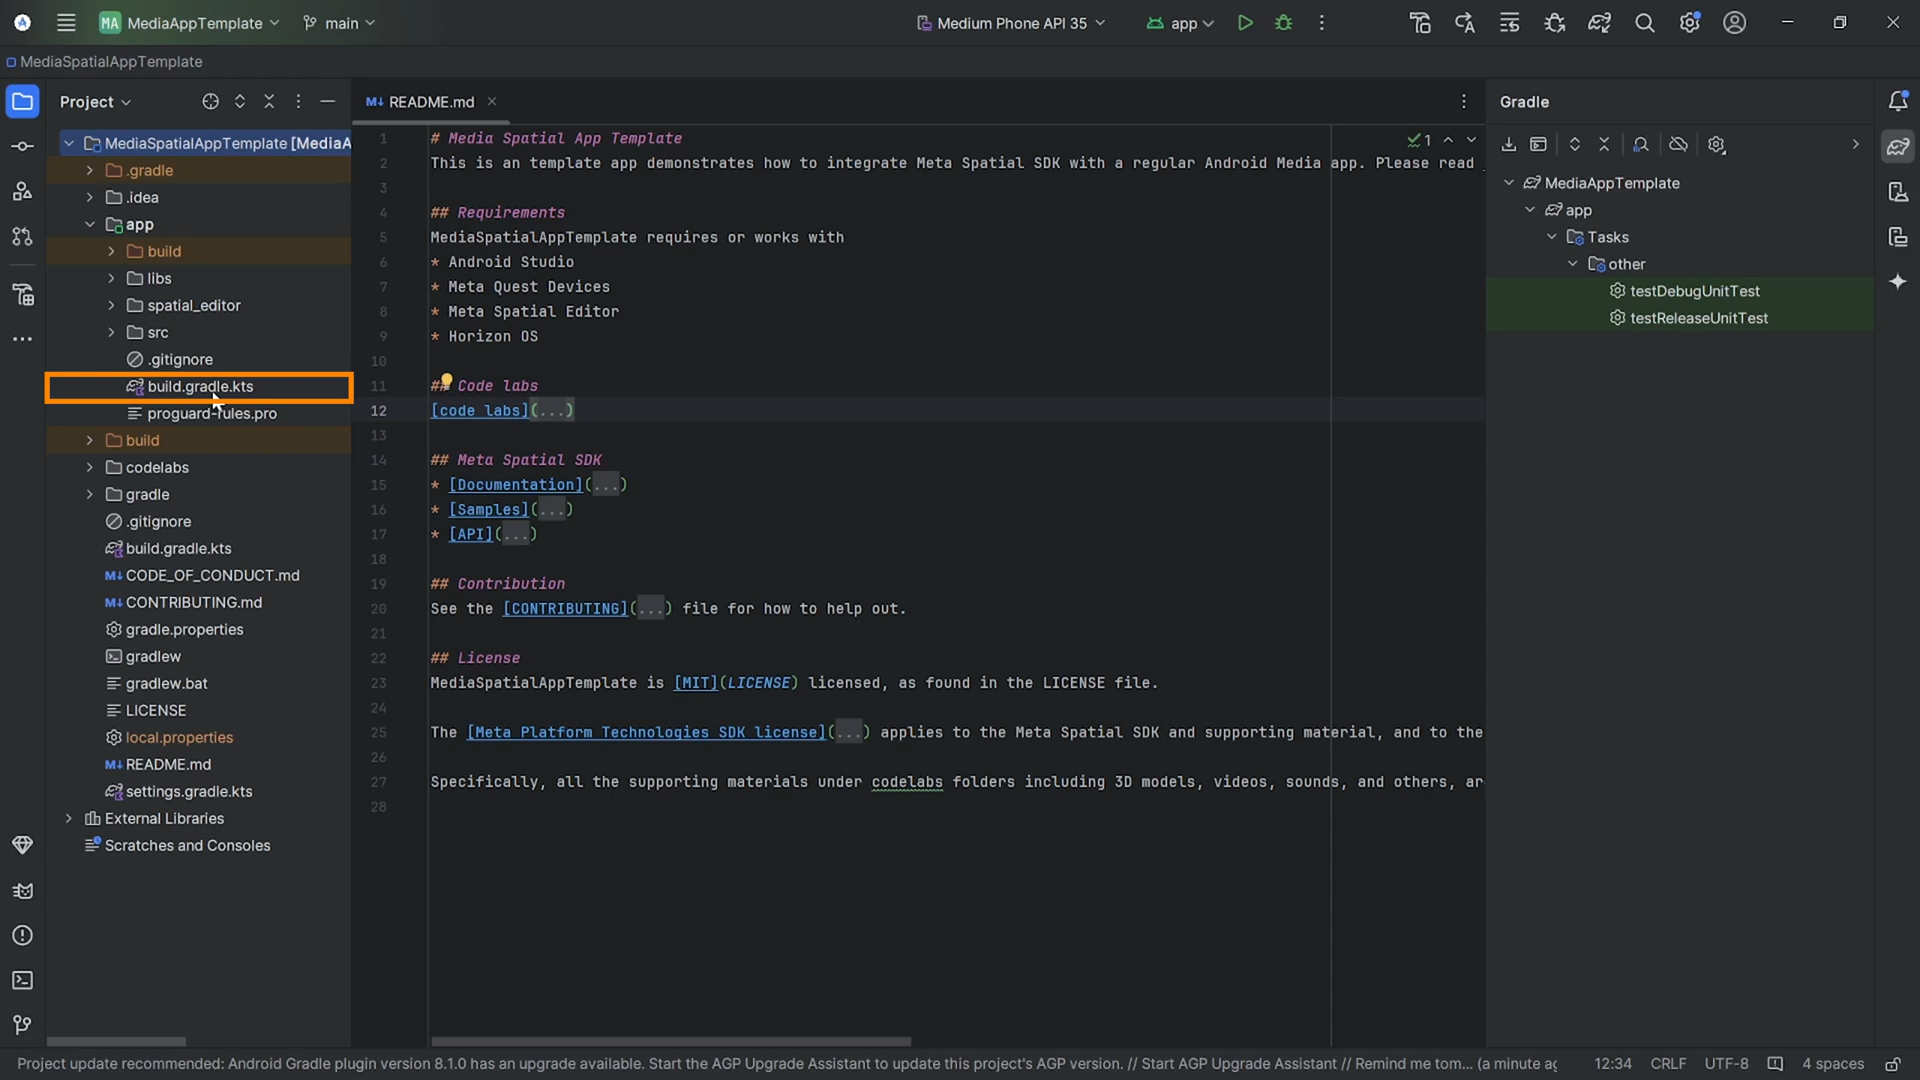 MA MediaAppTemplate
main
Medium Phone API 35
app
MediaSpatialAppTemplate
Project
MediaSpatialAppTemplate [MediaA
.gradle
.idea
app
build
libs
spatial_editor
src
.gitignore
build.gradle.kts
proguard-rules.pro
build
codelabs
gradle
.gitignore
build.gradle.kts
CODE_OF_CONDUCT.md
CONTRIBUTING.md
gradle.properties
gradlew
gradlew.bat
LICENSE
local.properties
README.md
settings.gradle.kts
External Libraries
Scratches and Consoles
README.md
1 # Media Spatial App Template
2 This is an template app demonstrates how to integrate Meta Spatial SDK with a regular Android Media app. Please read
3
4 ## Requirements
5 MediaSpatialAppTemplate requires or works with
6 * Android Studio
7 * Meta Quest Devices
8 * Meta Spatial Editor
9 * Horizon OS
10
11 ## Code labs
12 [code labs](...)
13
14 ## Meta Spatial SDK
15 * [Documentation](...)
16 * [Samples](...)
17 * [API](...)
18
19 ## Contribution
20 See the [CONTRIBUTING](...) file for how to help out.
21
22 ## License
23 MediaSpatialAppTemplate is [MIT](LICENSE) licensed, as found in the LICENSE file.
24
25 The [Meta Platform Technologies SDK license](...) applies to the Meta Spatial SDK and supporting material, and to the
26
27 Specifically, all the supporting materials under codelabs folders including 3D models, videos, sounds, and others, ar
28
1
Gradle
MediaAppTemplate
app
Tasks
other
testDebugUnitTest
testReleaseUnitTest
Project update recommended: Android Gradle plugin version 8.1.0 has an upgrade available. Start the AGP Upgrade Assistant to update this project's AGP version. // Start AGP Upgrade Assistant // Remind me tom... (a minute ag
12:34 CRLF UTF-8 4 spaces